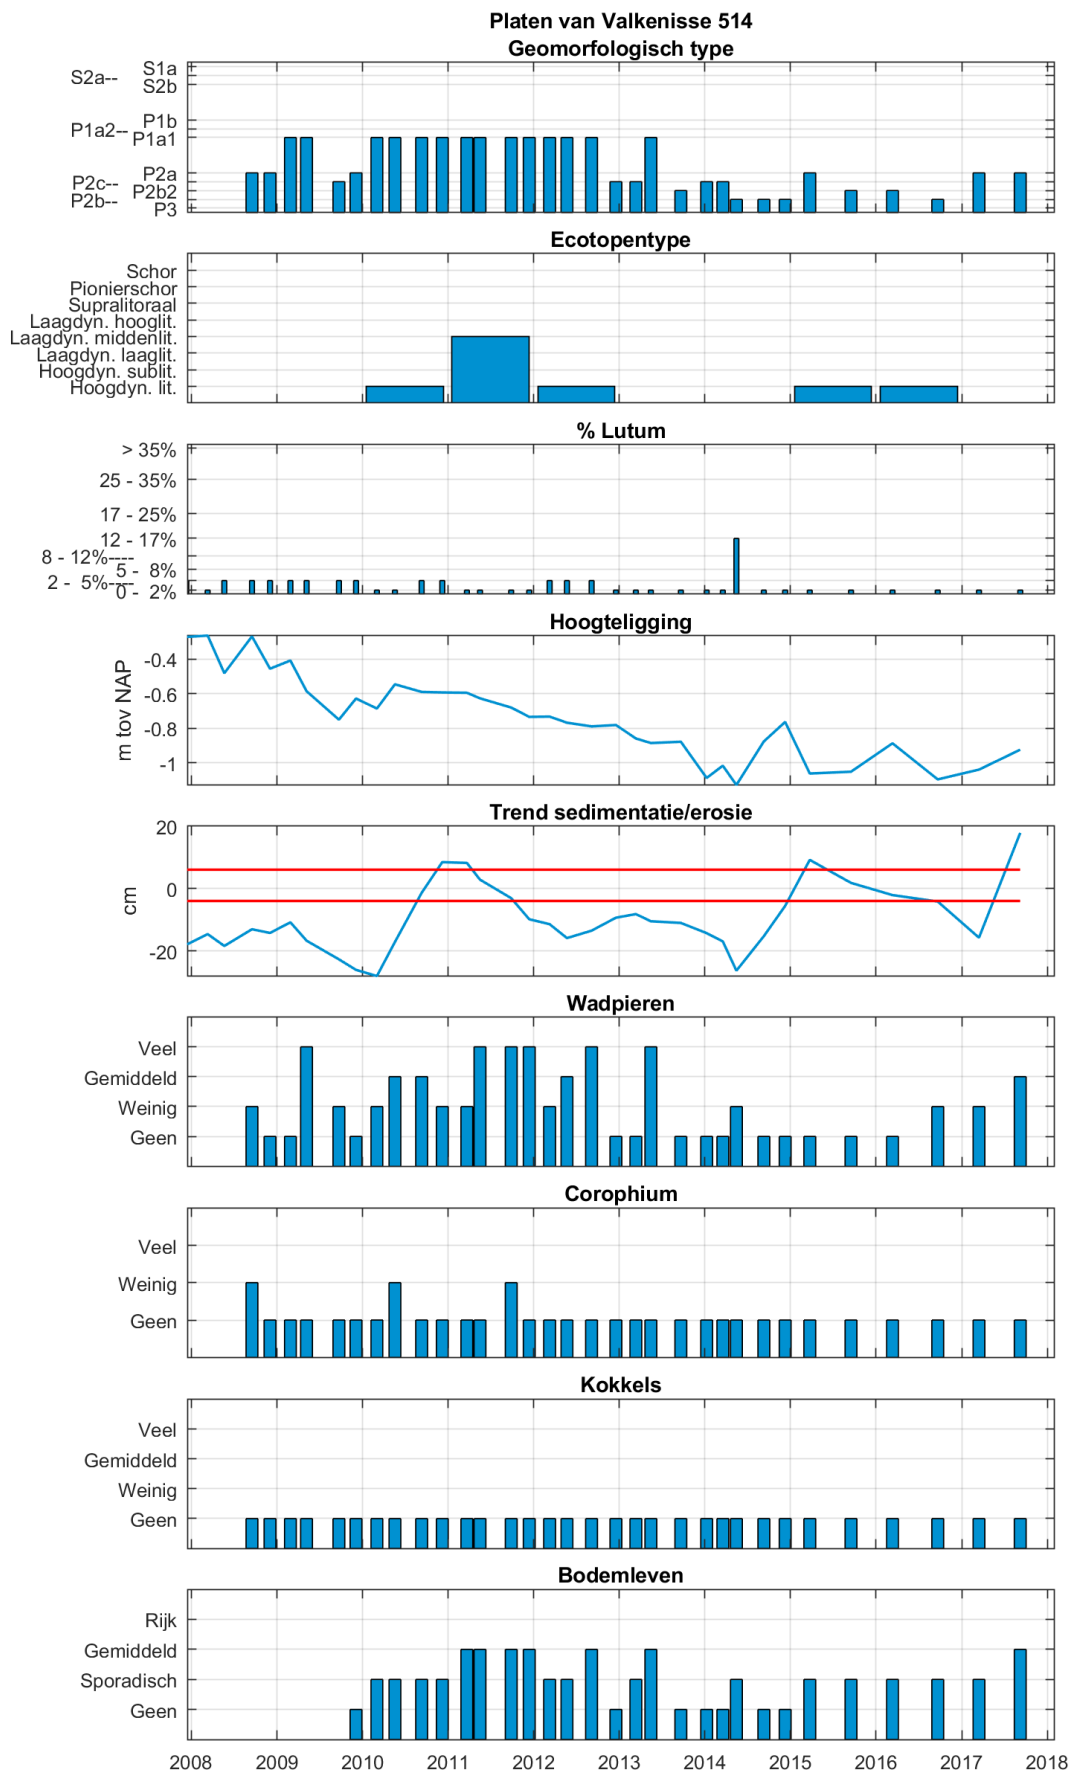 Platen van Valkenisse 514
Geomorfologisch type
S1a
S2a--
S2b
P1b
P1a2--
P1a1
P2a
P2c--
P2b2
P2b--
P3
Ecotopentype
Schor
Pionierschor
Supralitoraal
Laagdyn. hooglit.
Laagdyn. middenlit.
Laagdyn. laaglit.
Hoogdyn. sublit.
Hoogdyn. lit.
% Lutum
> 35%
25 - 35%
17 - 25%
12 - 17%
8 - 12%----
5 - 8%
2 - 5%----
0 - 2%
Hoogteligging
m tov NAP
-0.4
-0.6
-0.8
-1
Trend sedimentatie/erosie
cm
20
0
-20
Wadpieren
Veel
Gemiddeld
Weinig
Geen
Corophium
Veel
Weinig
Geen
Kokkels
Veel
Gemiddeld
Weinig
Geen
Bodemleven
Rijk
Gemiddeld
Sporadisch
Geen
2008 2009 2010 2011 2012 2013 2014 2015 2016 2017 2018